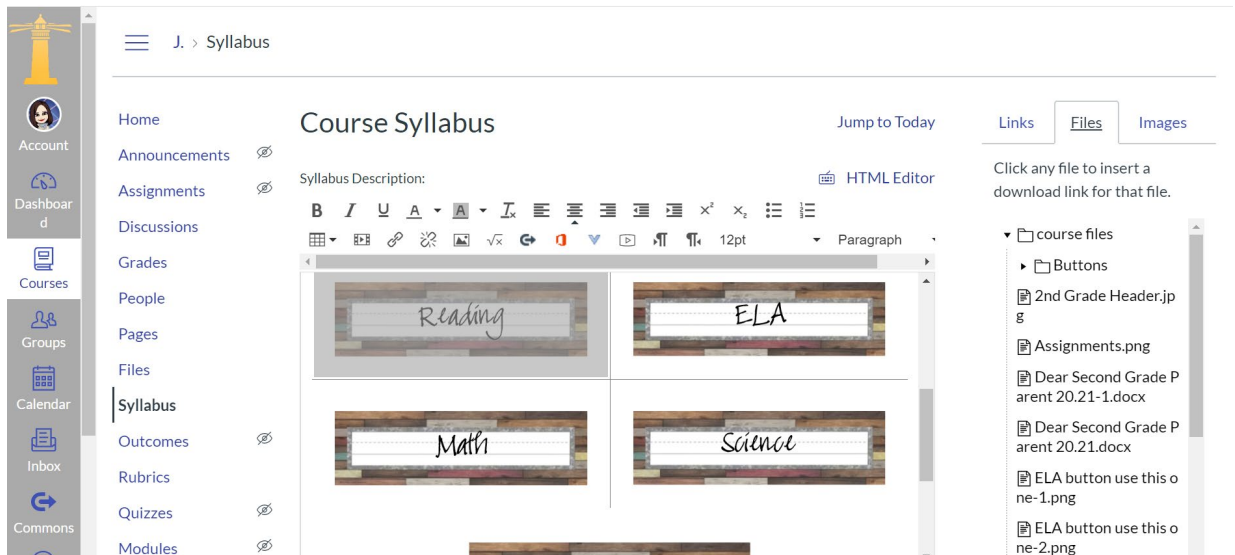 J. > Syllabus
Account
Dashboar
d
Courses
Groups
Calendar
Inbox
Commons
Home
Announcements
Assignments
Discussions
Grades
People
Pages
Files
Syllabus
Outcomes
Rubrics
Quizzes
Modules
Course Syllabus
Jump to Today
Syllabus Description:
HTML Editor
B I U A A Ix x² x₂
√x 12pt Paragraph
Reading ELA
Math Science
Links Files Images
Click any file to insert a
download link for that file.
course files
Buttons
2nd Grade Header.jp
g
Assignments.png
Dear Second Grade P
arent 20.21-1.docx
Dear Second Grade P
arent 20.21.docx
ELA button use this o
ne-1.png
ELA button use this o
ne-2.png